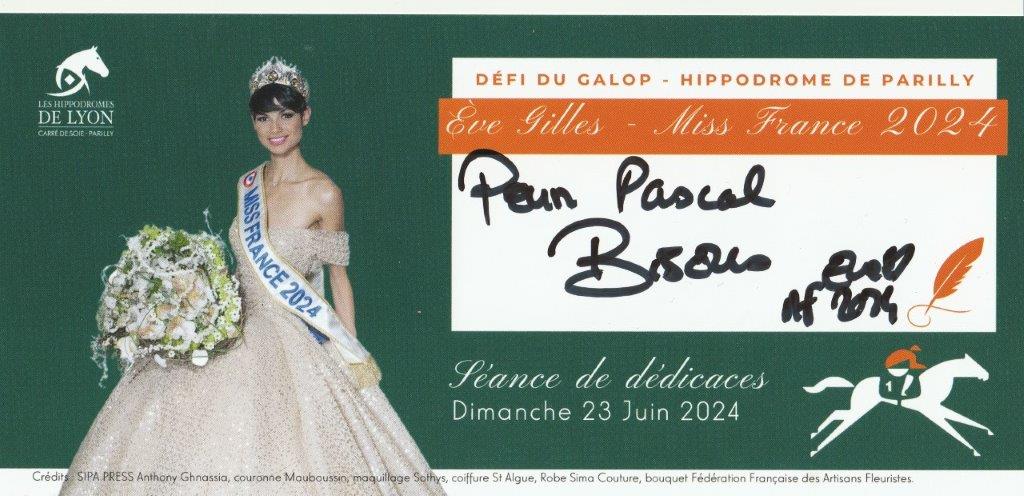 LES HIPPODROMES
DE LYON
CARRÉ DE SOIE - PARILLY
MISS FRANCE 2024
DÉFI DU GALOP - HIPPODROME DE PARILLY
Ève Gilles - Miss France 2024
Pour Pascal
Bisous
MF 2024
Séance de dédicaces
Dimanche 23 Juin 2024
1
Crédits : SIPA PRESS Anthony Ghnassia, couronne Mauboussin, maquillage Sothys, coiffure St Algue, Robe Sima Couture, bouquet Fédération Française des Artisans Fleuristes.